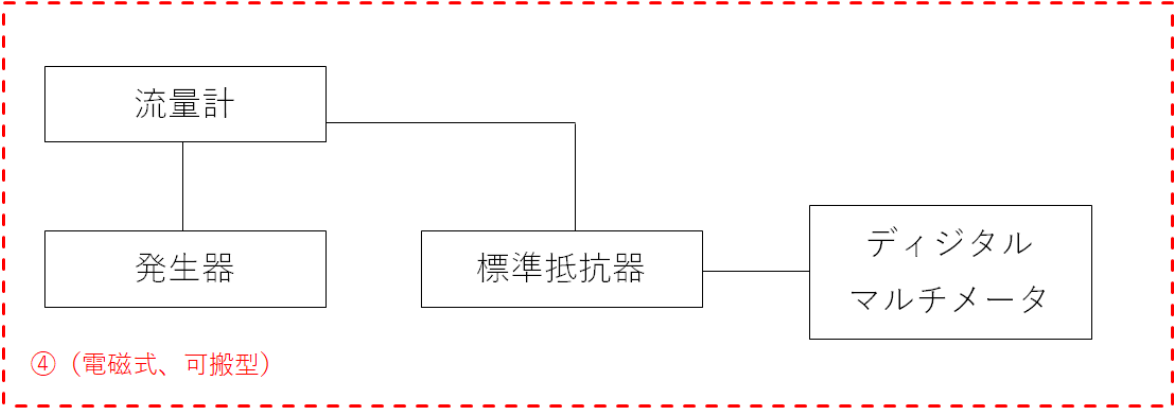 流量計
発生器
標準抵抗器
ディジタル
マルチメータ
④（電磁式、可搬型）